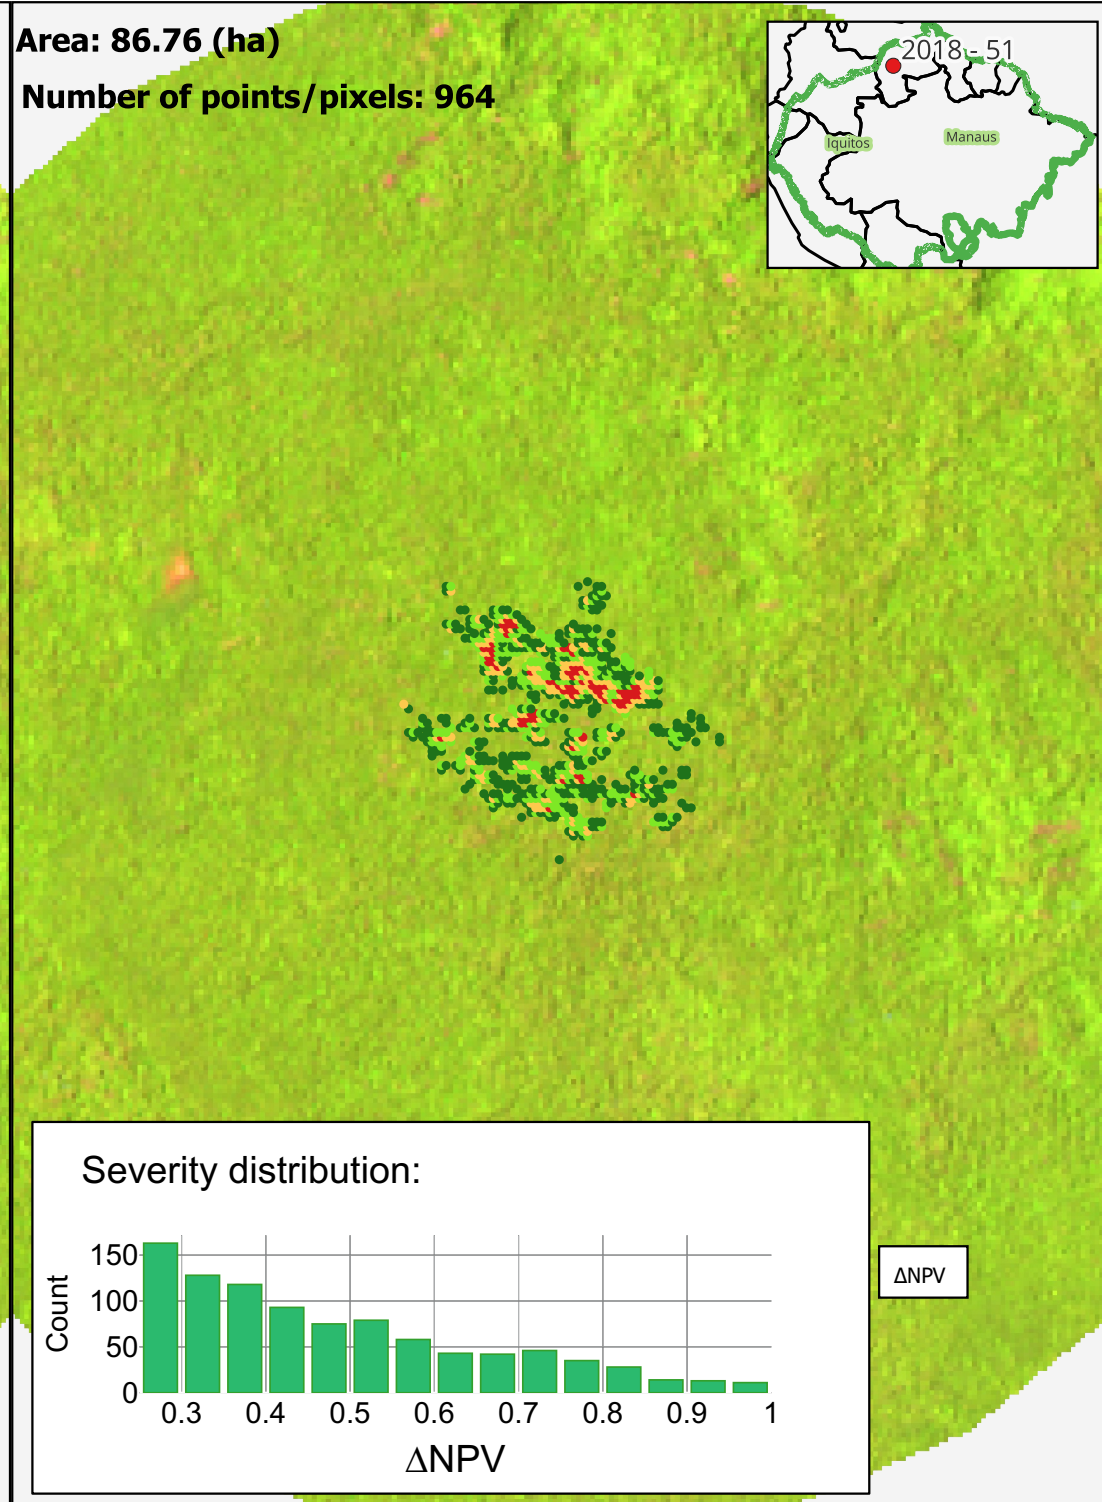 Area: 86.76 (ha)
Number of points/pixels: 964
2018 - 51
Iquitos
Manaus
Severity distribution:
Count
150
100
50
0
0.3 0.4 0.5 0.6 0.7 0.8 0.9 1
ΔNPV
ΔNPV